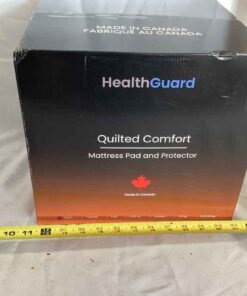 MADE IN CANADA
FABRIQUÉ AU CANADA
HealthGuard
Quilted Comfort
Mattress Pad and Protector
Made in Canada
10 11